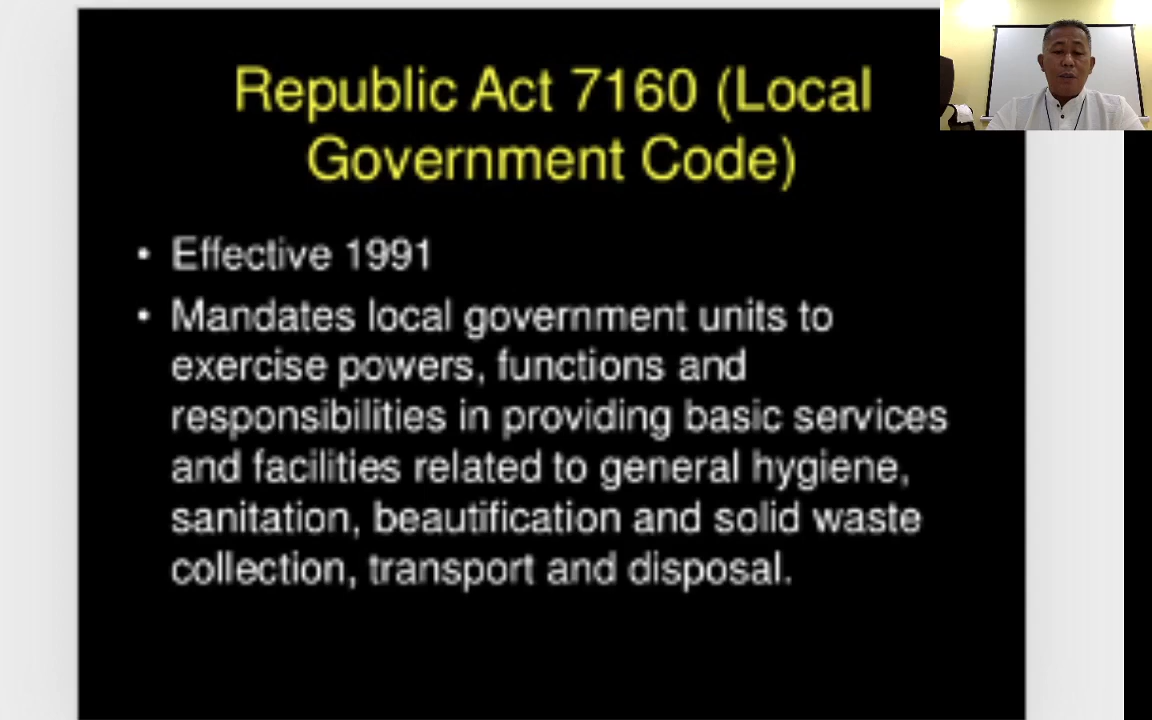 Republic Act 7160 (Local
Government Code)
• Effective 1991
• Mandates local government units to
exercise powers, functions and
responsibilities in providing basic services
and facilities related to general hygiene,
sanitation, beautification and solid waste
collection, transport and disposal.